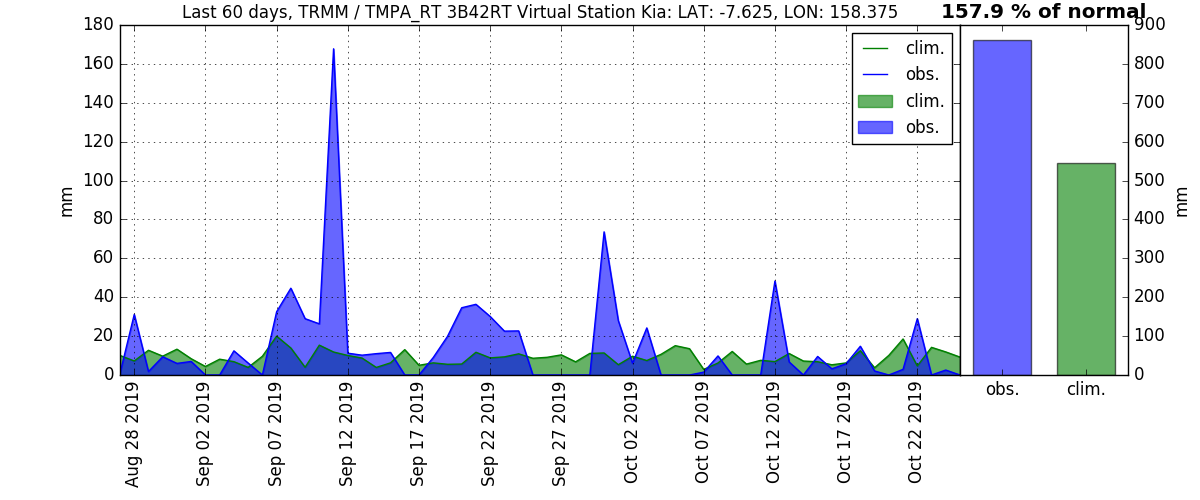 Last 60 days, TRMM / TMPA_RT 3B42RT Virtual Station Kia: LAT: -7.625, LON: 158.375
157.9 % of normal
180
160
140
120
100
80
60
40
20
0
mm
clim.
obs.
clim.
obs.
900
800
700
600
500
400
300
200
100
0
mm
obs.
clim.
Aug 28 2019
Sep 02 2019
Sep 07 2019
Sep 12 2019
Sep 17 2019
Sep 22 2019
Sep 27 2019
Oct 02 2019
Oct 07 2019
Oct 12 2019
Oct 17 2019
Oct 22 2019